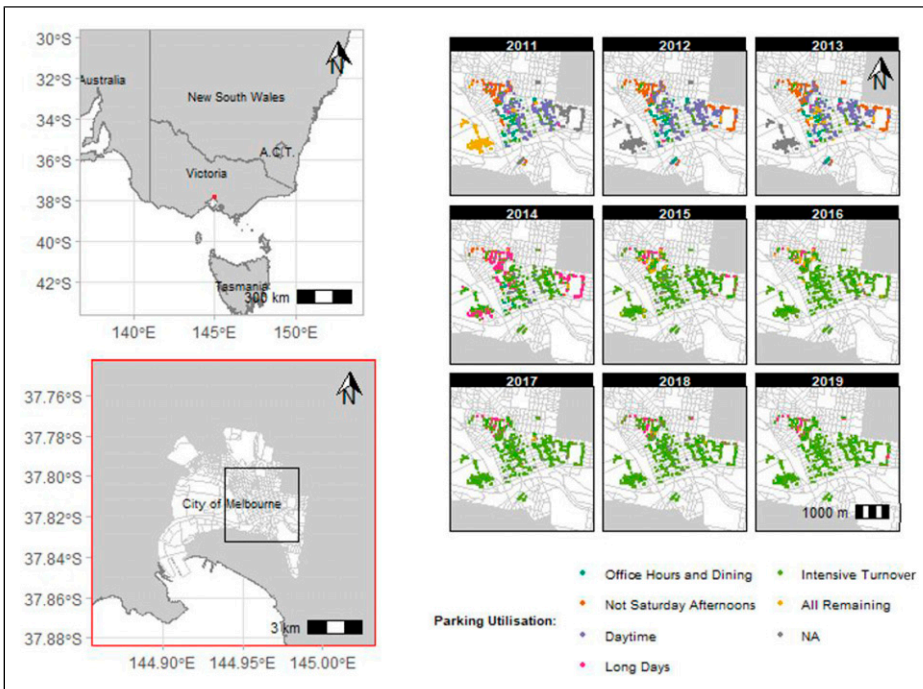 30°S
32°S
34°S
36°S
38°S
40°S
42°S
Australia
New South Wales
A.C.T.
Victoria
Tasmania
300 km
N
140°E 145°E 150°E
37.76°S
37.78°S
37.80°S
37.82°S
37.84°S
37.86°S
37.88°S
N
City of Melbourne
3 km
144.90°E 144.95°E 145.00°E
2011 2012 2013
N
2014 2015 2016
2017 2018 2019
1000 m
Parking Utilisation:
Office Hours and Dining
Not Saturday Afternoons
Daytime
Long Days
Intensive Turnover
All Remaining
NA